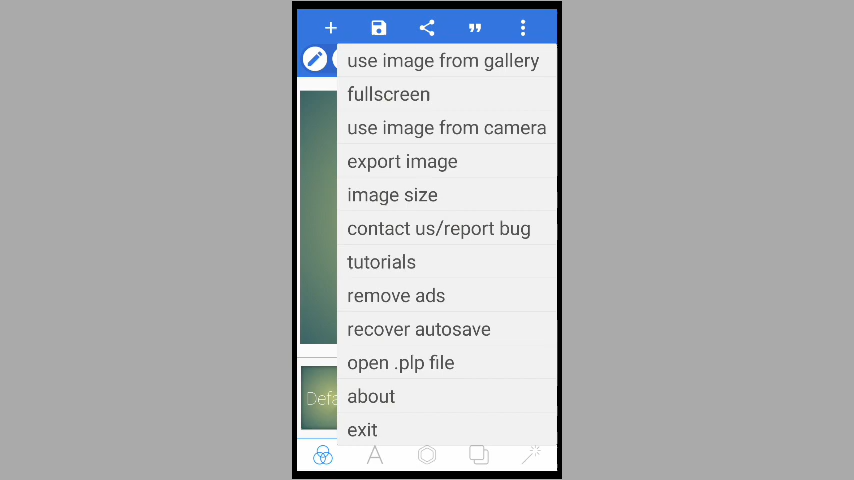 use image from gallery
fullscreen
use image from camera
export image
image size
contact us/report bug
tutorials
remove ads
recover autosave
open .plp file
about
exit
Defa
A